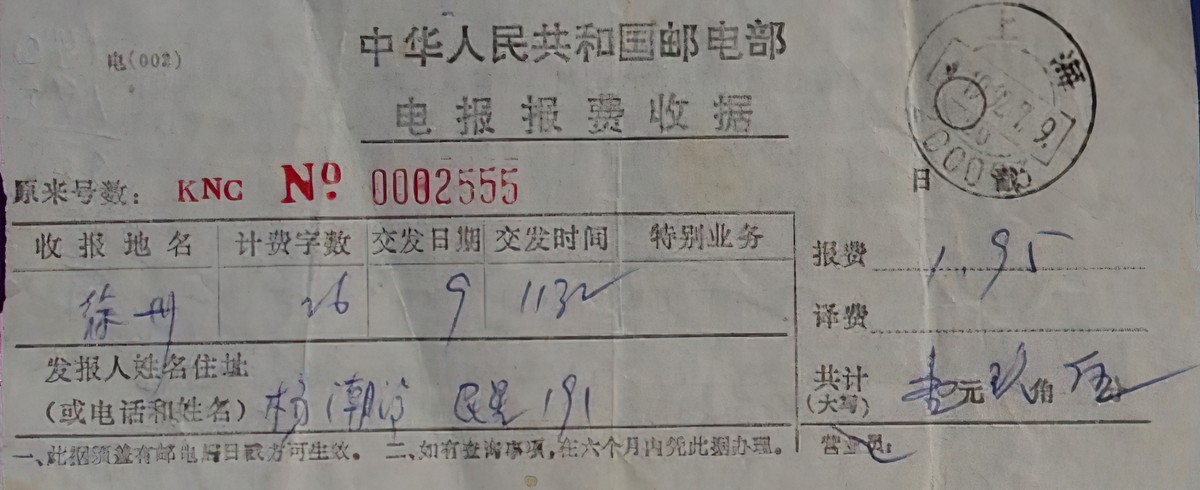 电(002)
中华人民共和国邮电部
电报报费收据
上海
日戳
原来号数: KNC Nº 0002555
收报地名 计费字数 交发日期 交发时间 特别业务
徐州 26 9 1132
报费 1.95
译费
发报人姓名住址
(或电话和姓名) 杨潮 民星 191
共计
(大写) 壹元玖角伍分
一、此据须盖有邮电局日戳方可生效。 二、如有查询事项,在六个月内凭此据办理。 营业员: